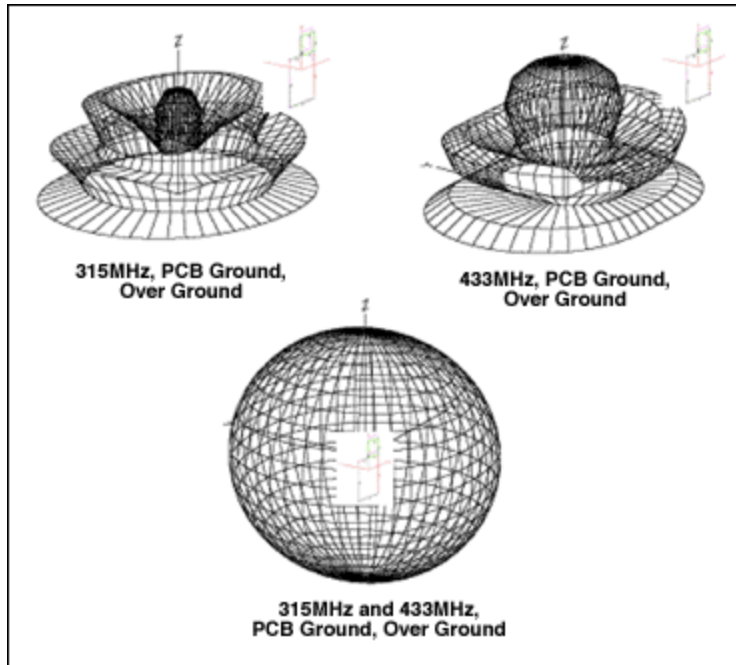 Z
Z
315MHz, PCB Ground,
Over Ground
433MHz, PCB Ground,
Over Ground
Z
315MHz and 433MHz,
PCB Ground, Over Ground